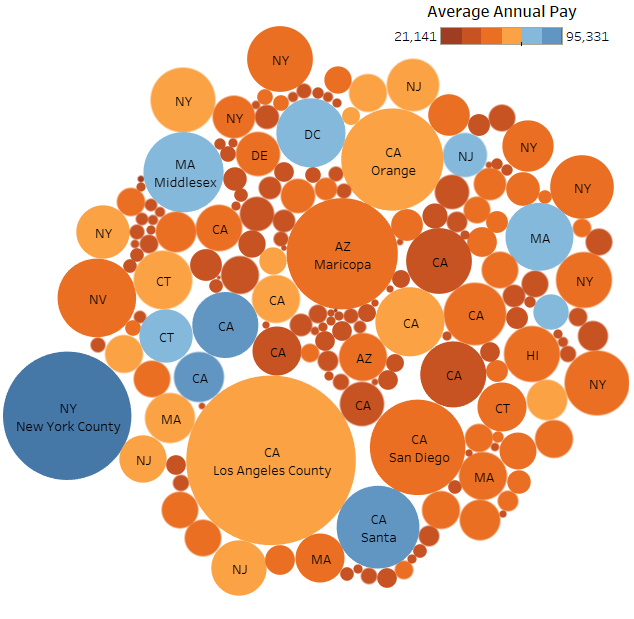 Average Annual Pay
21,141
95,331
NY
NY
NJ
NY
DC
CA
Orange
NJ
NY
DE
MA
Middlesex
NY
NY
CA
MA
AZ
Maricopa
CA
CT
NY
NV
CA
CA
CA
CA
CT
CA
AZ
HI
CA
CA
NY
NY
New York County
CA
CT
MA
CA
San Diego
CA
Los Angeles County
NJ
MA
CA
Santa
MA
NJ